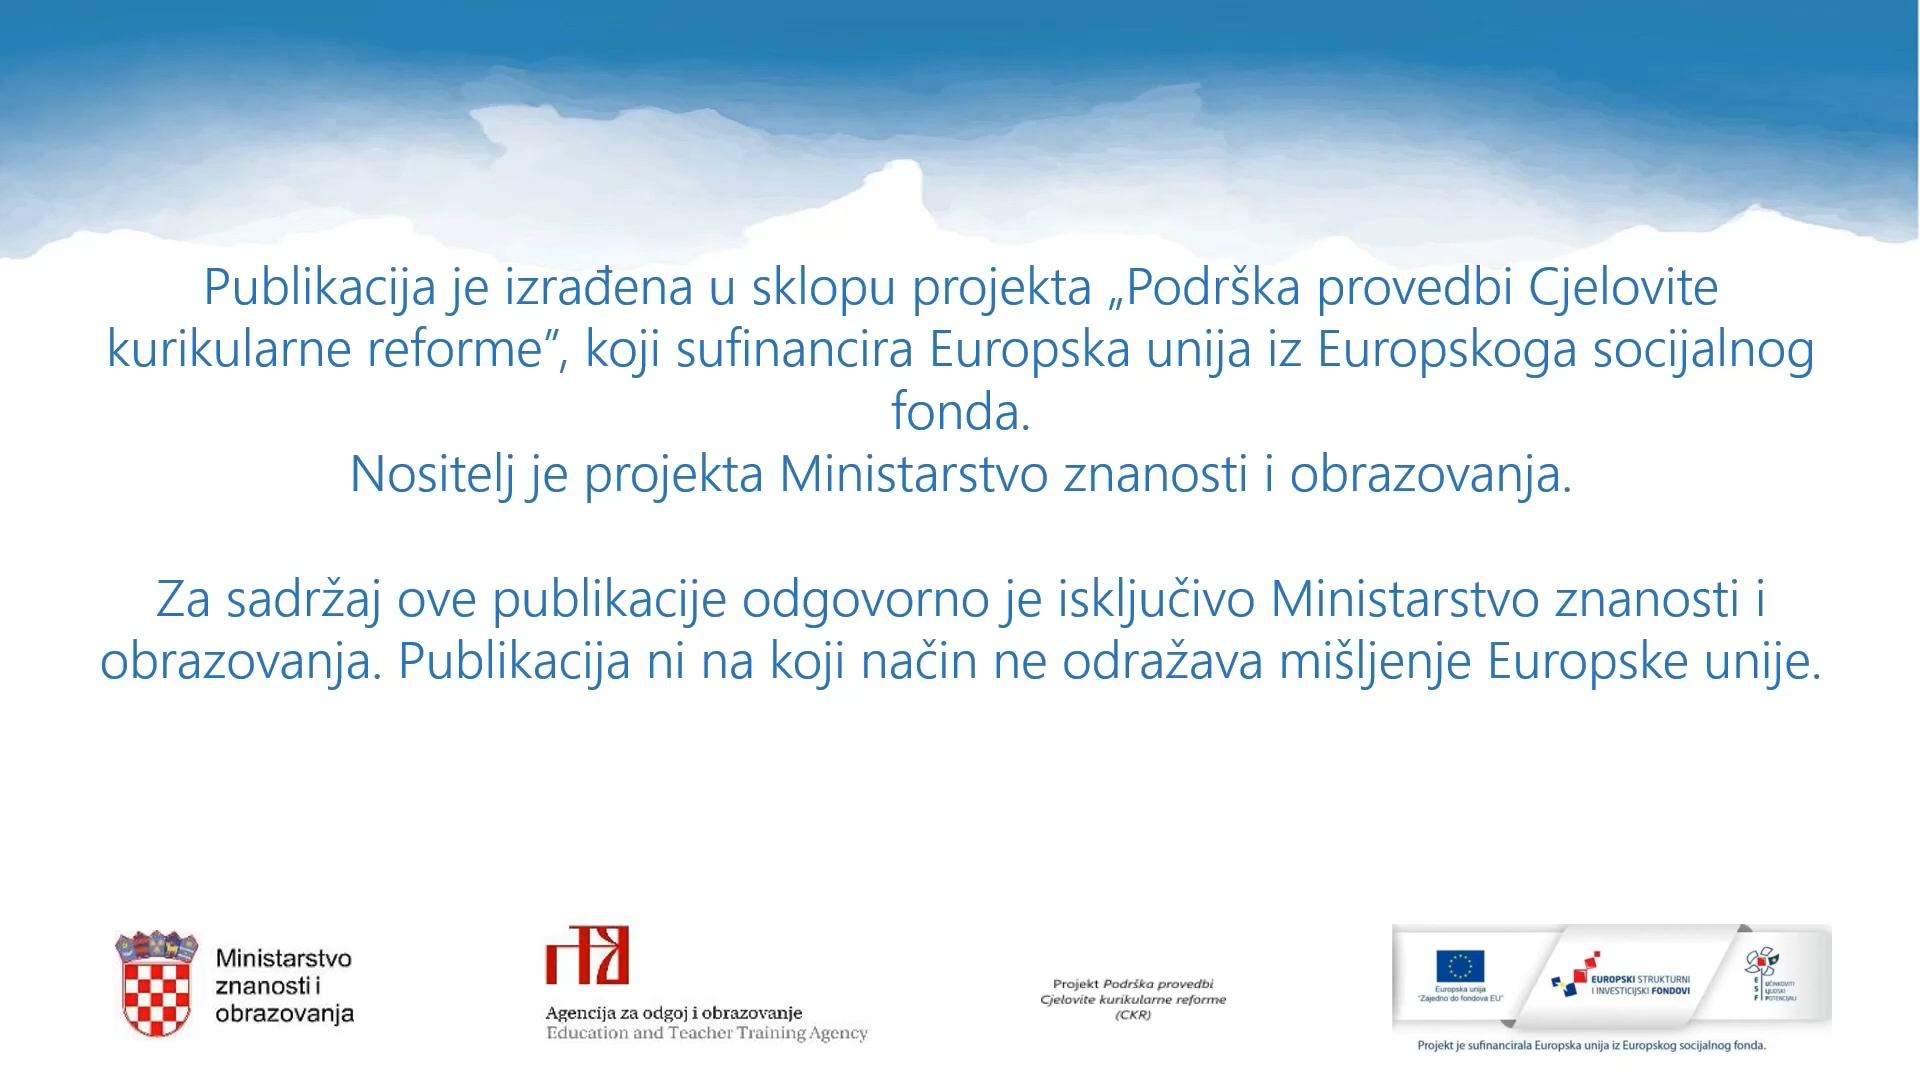 Publikacija je izrađena u sklopu projekta „Podrška provedbi Cjelovite
kurikularne reforme”, koji sufinancira Europska unija iz Europskoga socijalnog
fonda.
Nositelj je projekta Ministarstvo znanosti i obrazovanja.
Za sadržaj ove publikacije odgovorno je isključivo Ministarstvo znanosti i
obrazovanja. Publikacija ni na koji način ne odražava mišljenje Europske unije.
Ministarstvo
znanosti i
obrazovanja
Agencija za odgoj i obrazovanje
Education and Teacher Training Agency
Projekt Podrška provedbi
Cjelovite kurikularne reforme
(CKR)
Europska unija
"Zajedno do fondova EU"
EUROPSKI STRUKTURNI
I INVESTICIJSKI FONDOVI
ESF
UČINKOVITI
LJUDSKI
POTENCIJALI
Projekt je sufinancirala Europska unija iz Europskog socijalnog fonda.